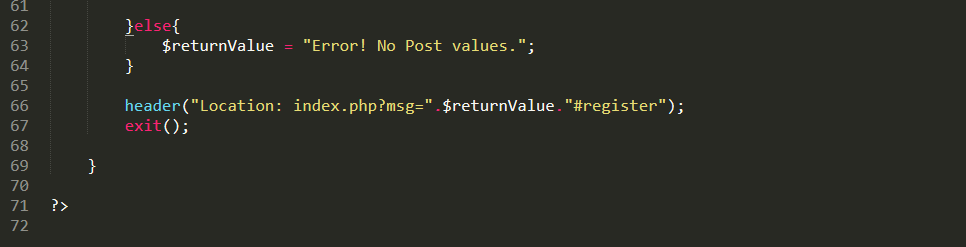 61
62 }else{
63 $returnValue = "Error! No Post values.";
64 }
65
66 header("Location: index.php?msg=".$returnValue."#register");
67 exit();
68
69 }
70
71 ?>
72